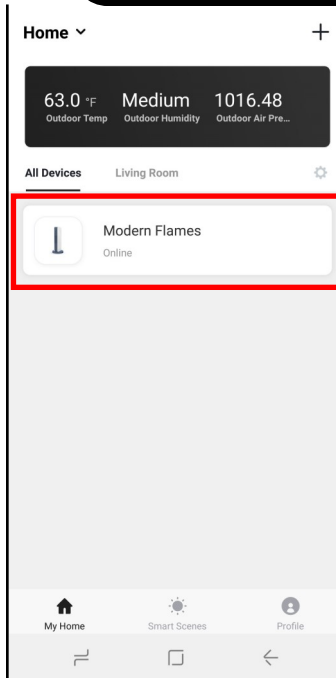 Home
63.0 °F Medium 1016.48
Outdoor Temp Outdoor Humidity Outdoor Air Pre...
All Devices Living Room
Modern Flames
Online
My Home Smart Scenes Profile